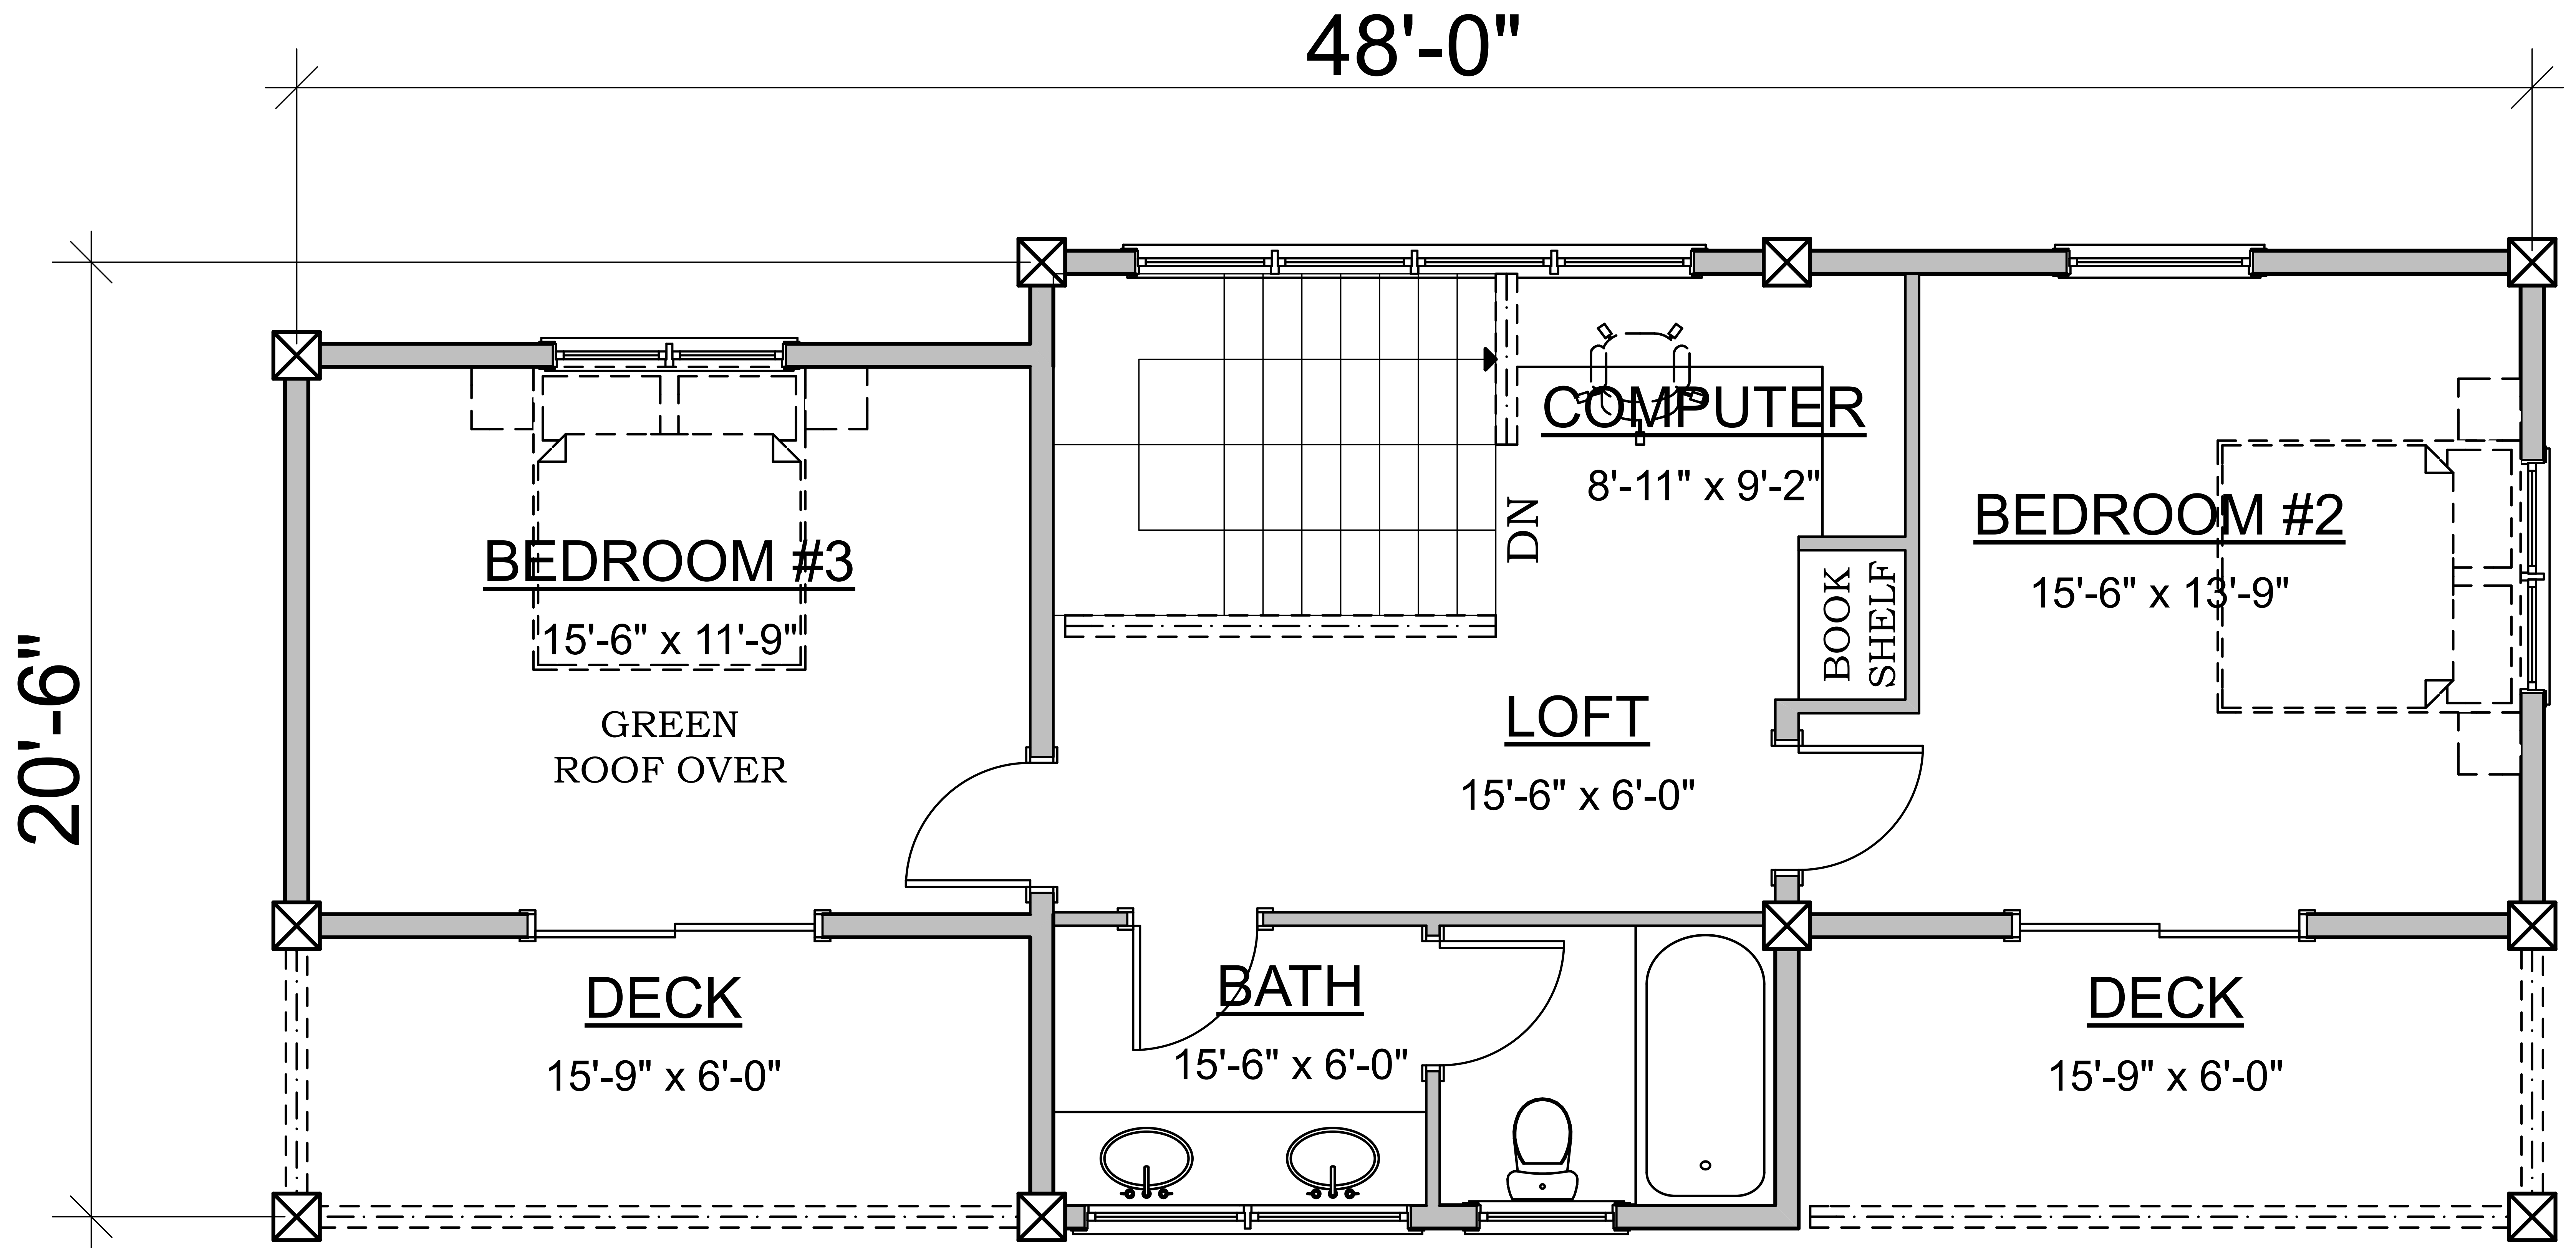 48'-0"
20'-6"
COMPUTER
8'-11" x 9'-2"
DN
BEDROOM #3
15'-6" x 11'-9"
GREEN
ROOF OVER
BOOK
SHELF
BEDROOM #2
15'-6" x 13'-9"
LOFT
15'-6" x 6'-0"
DECK
15'-9" x 6'-0"
BATH
15'-6" x 6'-0"
DECK
15'-9" x 6'-0"